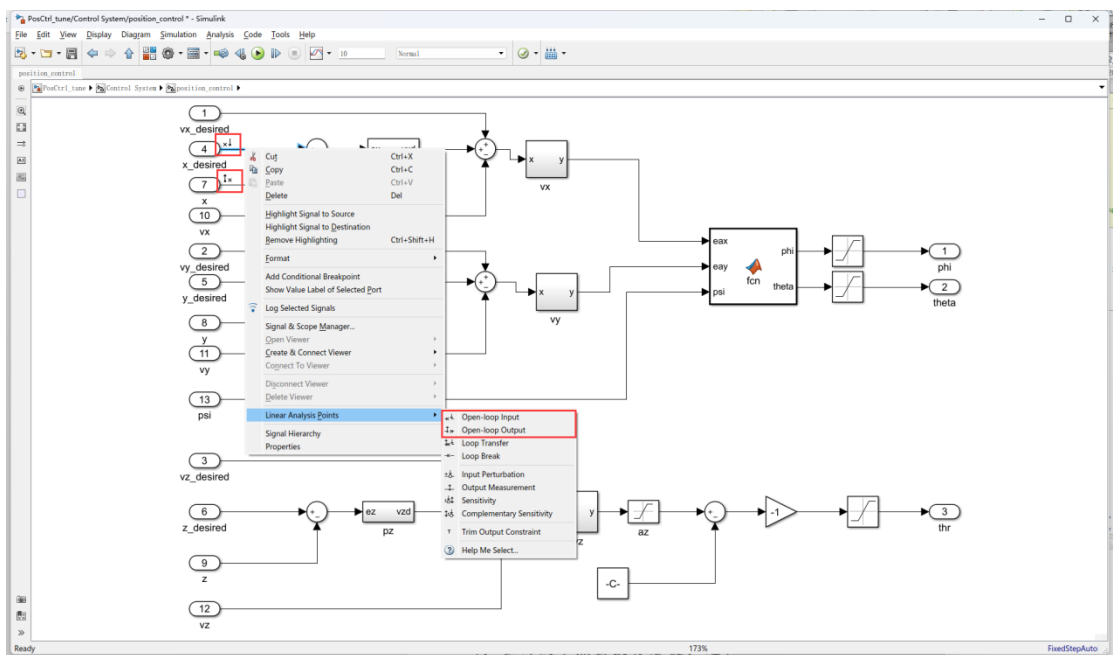 PosCtrl_tune/Control System/position_control * - Simulink
File Edit View Display Diagram Simulation Analysis Code Tools Help
10 Normal
position_control
PosCtrl_tune Control System position_control
1
vx_desired
4
x_desired
7
x
10
vx
2
vy_desired
5
y_desired
8
y
11
vy
13
psi
3
vz_desired
6
z_desired
9
z
12
vz
Cut Ctrl+X
Copy Ctrl+C
Paste Ctrl+V
Delete Del
Highlight Signal to Source
Highlight Signal to Destination
Remove Highlighting Ctrl+Shift+H
Format
Add Conditional Breakpoint
Show Value Label of Selected Port
Log Selected Signals
Signal & Scope Manager...
Open Viewer
Create & Connect Viewer
Connect To Viewer
Disconnect Viewer
Delete Viewer
Linear Analysis Points
Signal Hierarchy
Properties
Open-loop Input
Open-loop Output
Loop Transfer
Loop Break
Input Perturbation
Output Measurement
Sensitivity
Complementary Sensitivity
Trim Output Constraint
Help Me Select...
x y
vx
x y
vy
eax
eay
psi
fcn
phi
theta
1
phi
2
theta
ez vzd
pz
y
vz
az
-C-
-1
3
thr
Ready
173%
FixedStepAuto